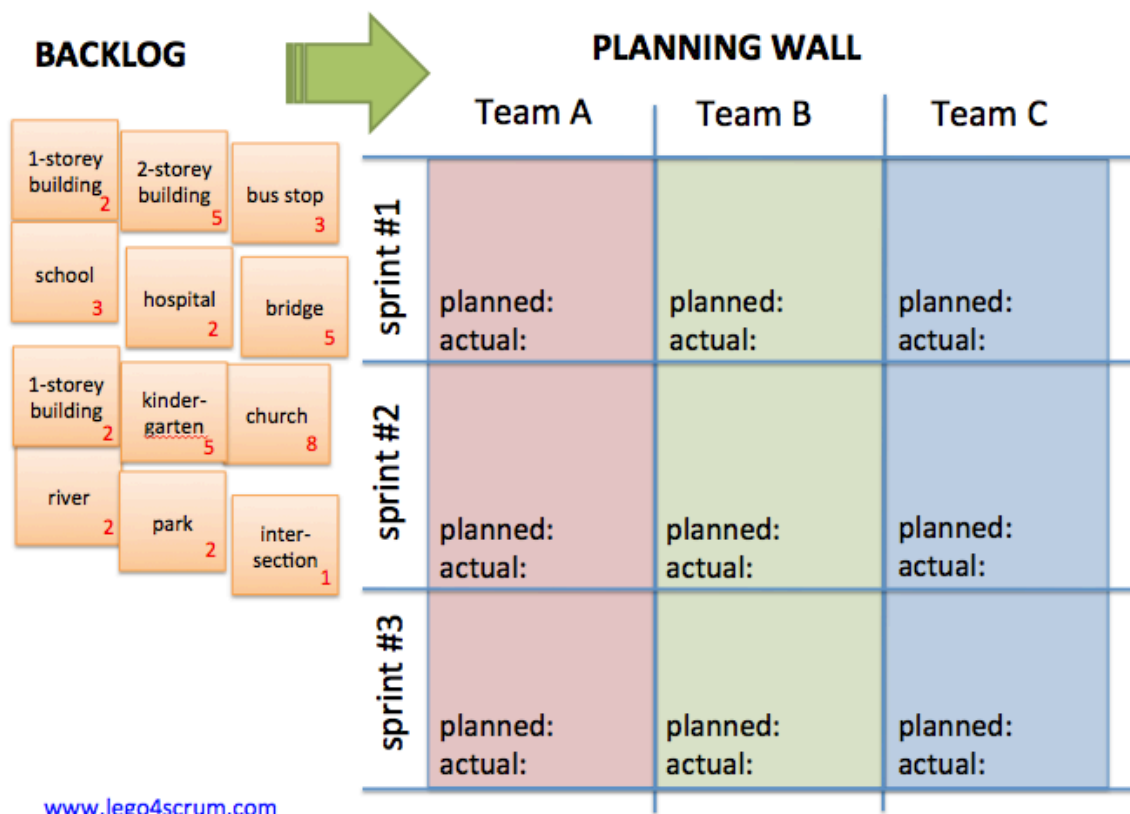 BACKLOG
PLANNING WALL
Team A
Team B
Team C
1-storey
building
2
2-storey
building
5
bus stop
3
school
3
hospital
2
bridge
5
1-storey
building
2
kinder-
garten
5
church
8
river
2
park
2
inter-
section
1
sprint #1
planned:
actual:
planned:
actual:
planned:
actual:
sprint #2
planned:
actual:
planned:
actual:
planned:
actual:
sprint #3
planned:
actual:
planned:
actual:
planned:
actual:
www.lego4scrum.com